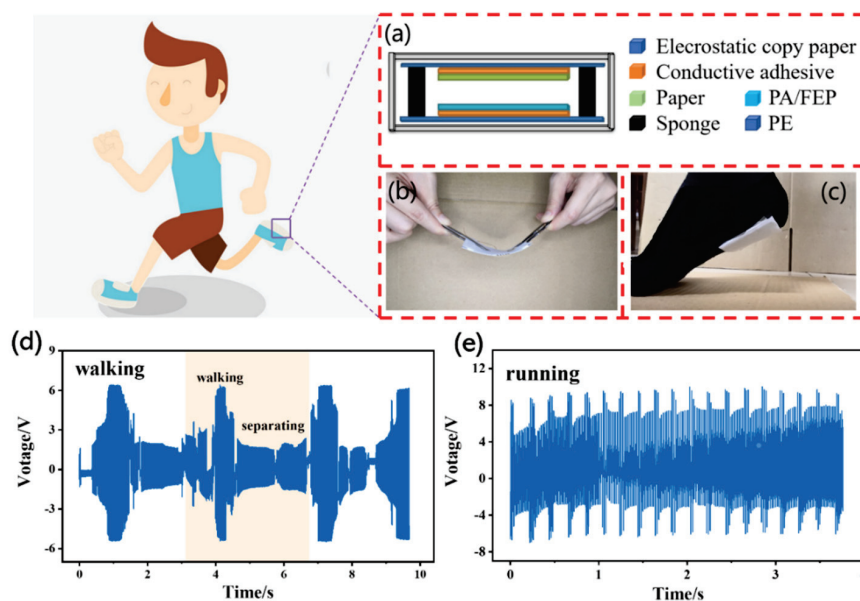 (a)
Elecrostatic copy paper
Conductive adhesive
Paper PA/FEP
Sponge PE
(b)
(c)
(d)
walking
walking
separating
Votage/V
9
6
3
0
-3
-6
0 2 4 6 8 10
Time/s
(e)
running
Votage/V
12
8
4
0
-4
-8
0 1 2 3
Time/s